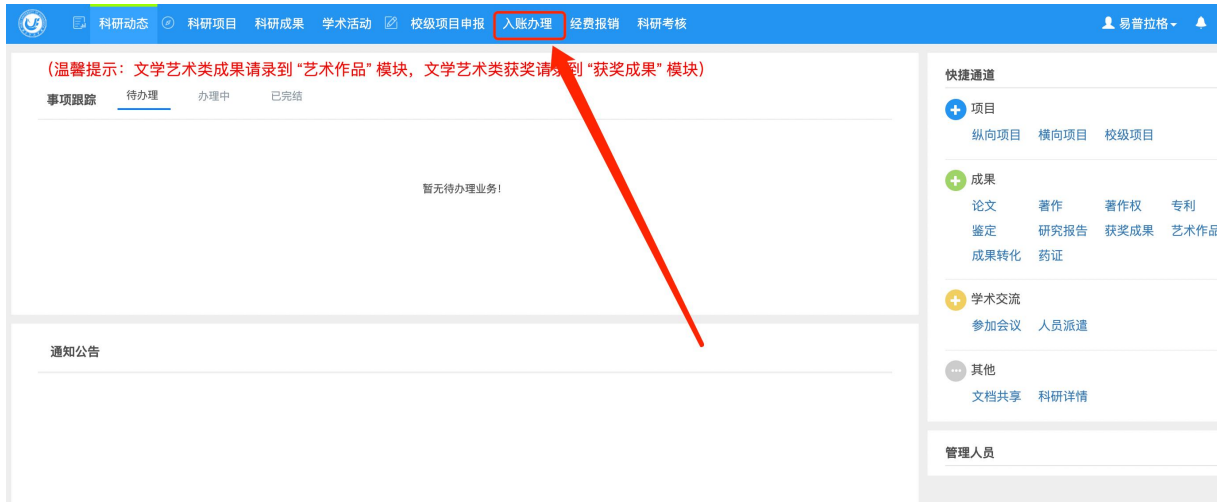 科研动态 科研项目 科研成果 学术活动 校级项目申报 入账办理 经费报销 科研考核 易普拉格
（温馨提示：文学艺术类成果请录到 “艺术作品” 模块，文学艺术类获奖请录到 “获奖成果” 模块）
事项跟踪 待办理 办理中 已完结
暂无待办理业务!
通知公告
快捷通道
项目
纵向项目 横向项目 校级项目
成果
论文 著作 著作权 专利
鉴定 研究报告 获奖成果 艺术作品
成果转化 药证
学术交流
参加会议 人员派遣
其他
文档共享 科研详情
管理人员